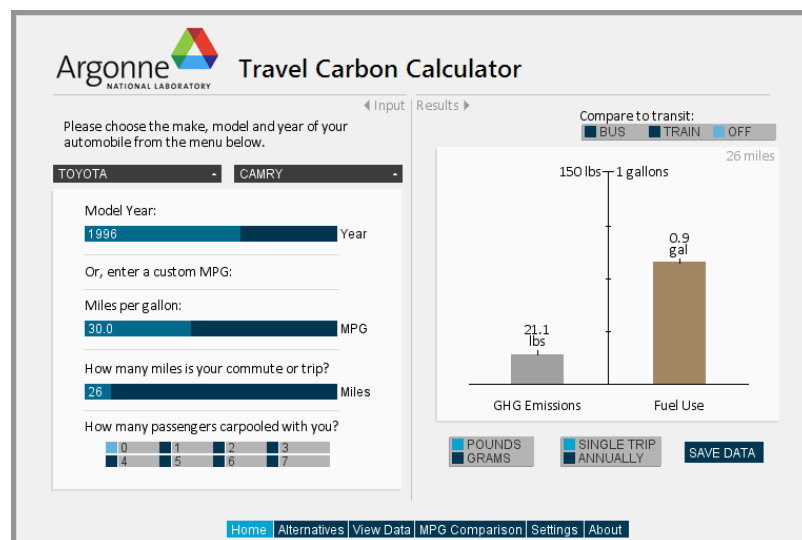 Argonne
NATIONAL LABORATORY
Travel Carbon Calculator
Input
Results
Please choose the make, model and year of your
automobile from the menu below.
TOYOTA
CAMRY
Model Year:
1996 Year
Or, enter a custom MPG:
Miles per gallon:
30.0 MPG
How many miles is your commute or trip?
26 Miles
How many passengers carpooled with you?
0 1 2 3
4 5 6 7
Compare to transit:
BUS TRAIN OFF
26 miles
150 lbs 1 gallons
0.9
gal
21.1
lbs
GHG Emissions Fuel Use
POUNDS
GRAMS
SINGLE TRIP
ANNUALLY
SAVE DATA
Home Alternatives View Data MPG Comparison Settings About